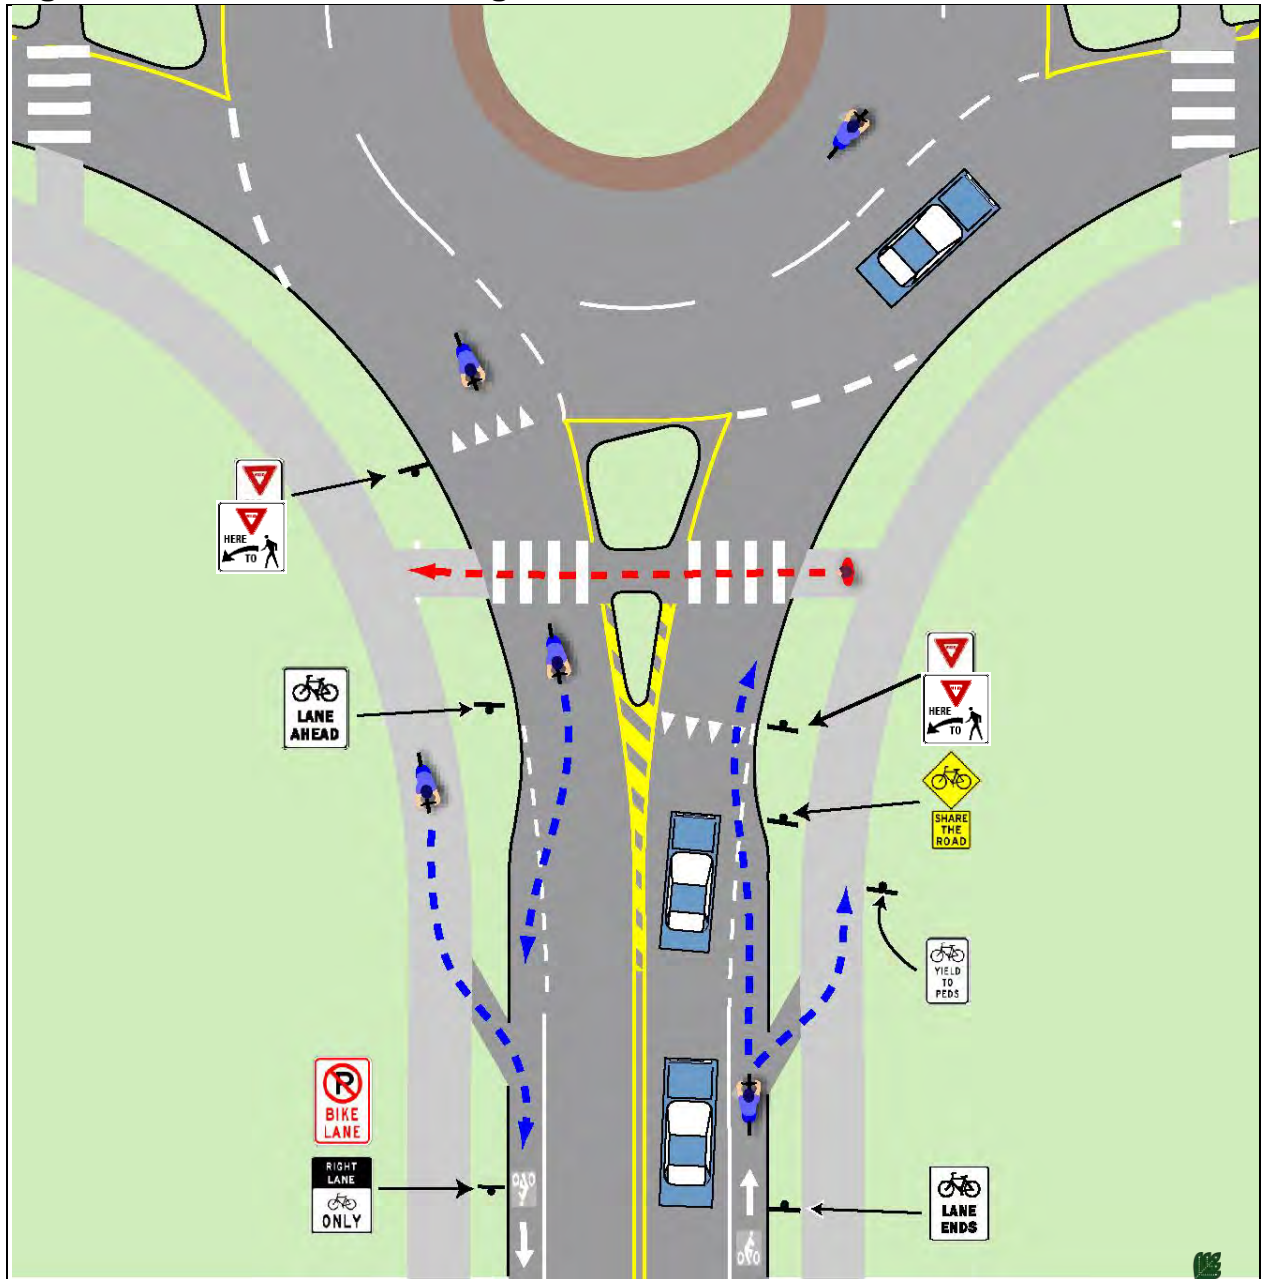 HERE
TO
LANE
AHEAD
HERE
TO
SHARE
THE
ROAD
YIELD
TO
PEDS
P
BIKE
LANE
RIGHT
LANE
ONLY
LANE
ENDS